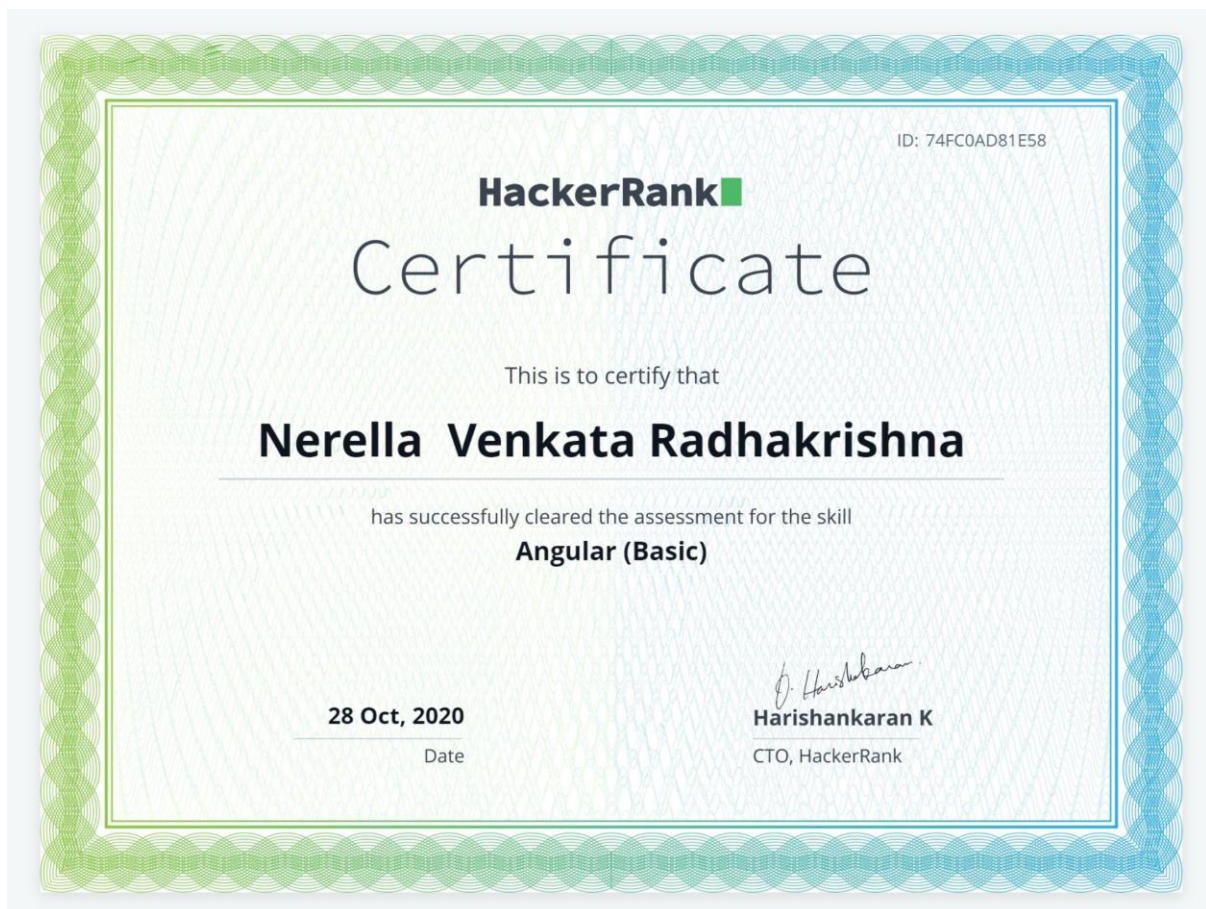 ID: 74FC0AD81E58
HackerRank
Certificate
This is to certify that
Nerella  Venkata Radhakrishna
has successfully cleared the assessment for the skill
Angular (Basic)
28 Oct, 2020
Date
Harishankaran K
CTO, HackerRank